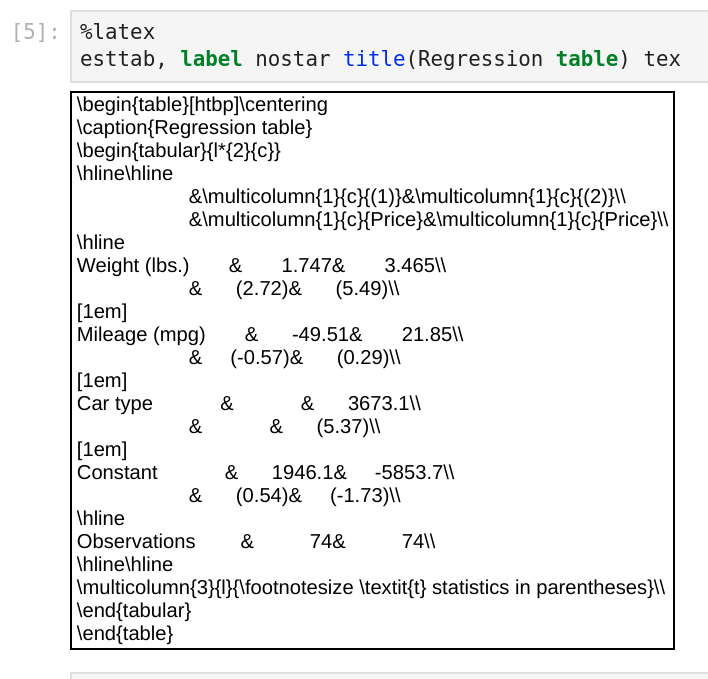 [5]: %latex
esttab, label nostar title(Regression table) tex
\begin{table}[htbp]\centering
\caption{Regression table}
\begin{tabular}{l*{2}{c}}
\hline\hline
&\multicolumn{1}{c}{(1)}&\multicolumn{1}{c}{(2)}\\
&\multicolumn{1}{c}{Price}&\multicolumn{1}{c}{Price}\\
\hline
Weight (lbs.) & 1.747& 3.465\\
& (2.72)& (5.49)\\
[1em]
Mileage (mpg) & -49.51& 21.85\\
& (-0.57)& (0.29)\\
[1em]
Car type & & 3673.1\\
& & (5.37)\\
[1em]
Constant & 1946.1& -5853.7\\
& (0.54)& (-1.73)\\
\hline
Observations & 74& 74\\
\hline\hline
\multicolumn{3}{l}{\footnotesize \textit{t} statistics in parentheses}\\
\end{tabular}
\end{table}